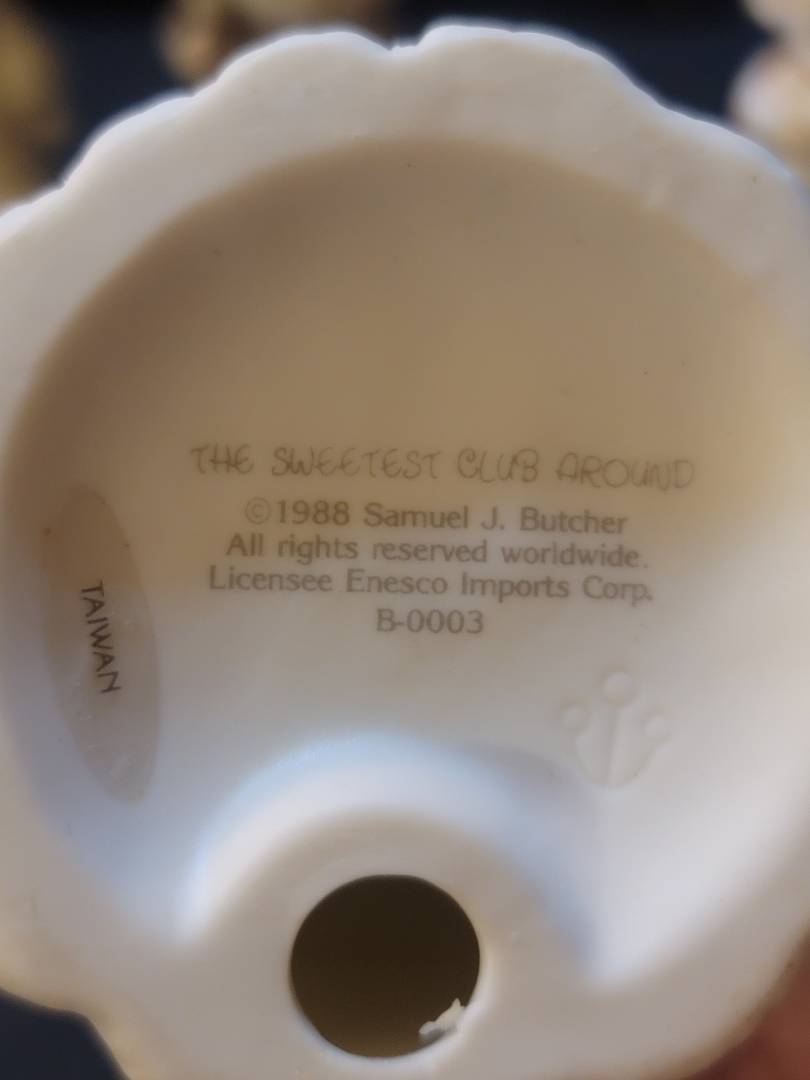 THE SWEETEST CLUB AROUND
©1988 Samuel J. Butcher
All rights reserved worldwide.
Licensee Enesco Imports Corp.
B-0003
TAIWAN